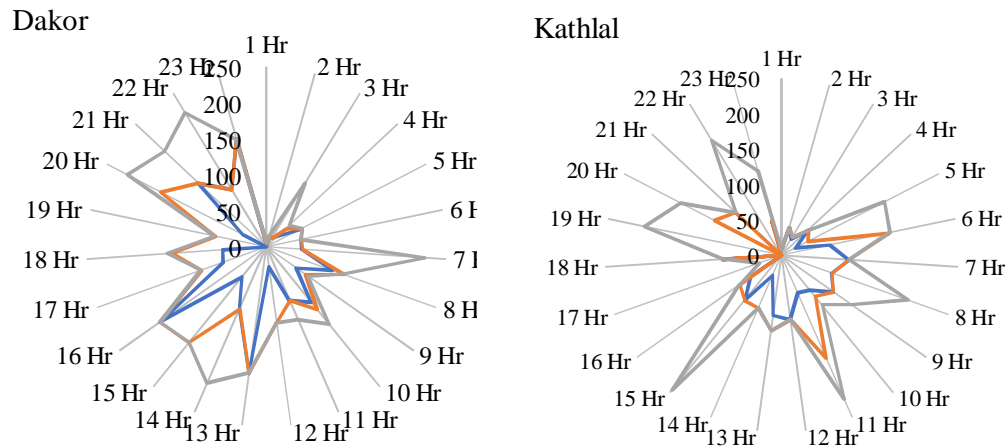 Dakor
1 Hr
2 Hr
3 Hr
4 Hr
5 Hr
6 H
7 H
8 H
9 Hr
10 Hr
11 Hr
12 Hr
13 Hr
14 Hr
15 Hr
16 Hr
17 Hr
18 Hr
19 Hr
20 Hr
21 Hr
22 Hr
23 Hr
250
200
150
100
50
0
Kathlal
1 Hr
2 Hr
3 Hr
4 Hr
5 Hr
6 Hr
7 Hr
8 Hr
9 Hr
10 Hr
11 Hr
12 Hr
13 Hr
14 Hr
15 Hr
16 Hr
17 Hr
18 Hr
19 Hr
20 Hr
21 Hr
22 Hr
23 Hr
250
200
150
100
50
0